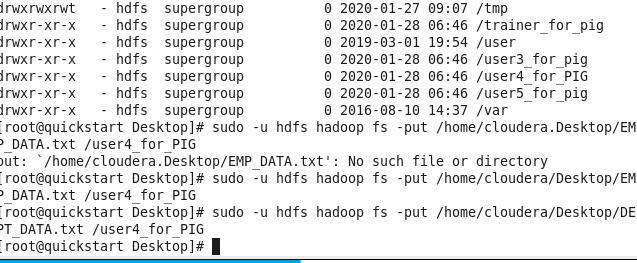 drwxrwxrwt   - hdfs  supergroup          0 2020-01-27 09:07 /tmp
drwxr-xr-x   - hdfs  supergroup          0 2020-01-28 06:46 /trainer_for_pig
drwxr-xr-x   - hdfs  supergroup          0 2019-03-01 19:54 /user
drwxr-xr-x   - hdfs  supergroup          0 2020-01-28 06:46 /user3_for_pig
drwxr-xr-x   - hdfs  supergroup          0 2020-01-28 06:46 /user4_for_PIG
drwxr-xr-x   - hdfs  supergroup          0 2020-01-28 06:46 /user5_for_pig
drwxr-xr-x   - hdfs  supergroup          0 2016-08-10 14:37 /var
[root@quickstart Desktop]# sudo -u hdfs hadoop fs -put /home/cloudera.Desktop/EM
P_DATA.txt /user4_for_PIG
put: `/home/cloudera.Desktop/EMP_DATA.txt': No such file or directory
[root@quickstart Desktop]# sudo -u hdfs hadoop fs -put /home/cloudera/Desktop/EM
P_DATA.txt /user4_for_PIG
[root@quickstart Desktop]# sudo -u hdfs hadoop fs -put /home/cloudera/Desktop/DE
PT_DATA.txt /user4_for_PIG
[root@quickstart Desktop]#